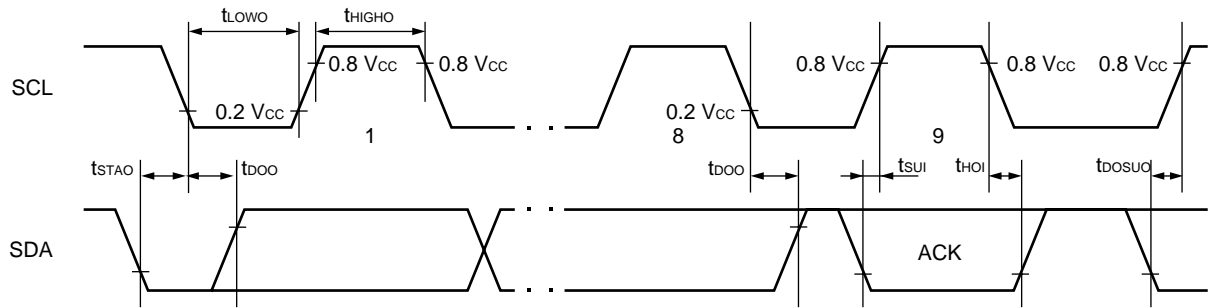 tLOWO tHIGHO
SCL 0.8 VCC 0.8 VCC 0.8 VCC 0.8 VCC 0.8 VCC
0.2 VCC 0.2 VCC
1 8 9
tSTAO tDOO tDOO tSUI tHOI tDOSUO
SDA ACK